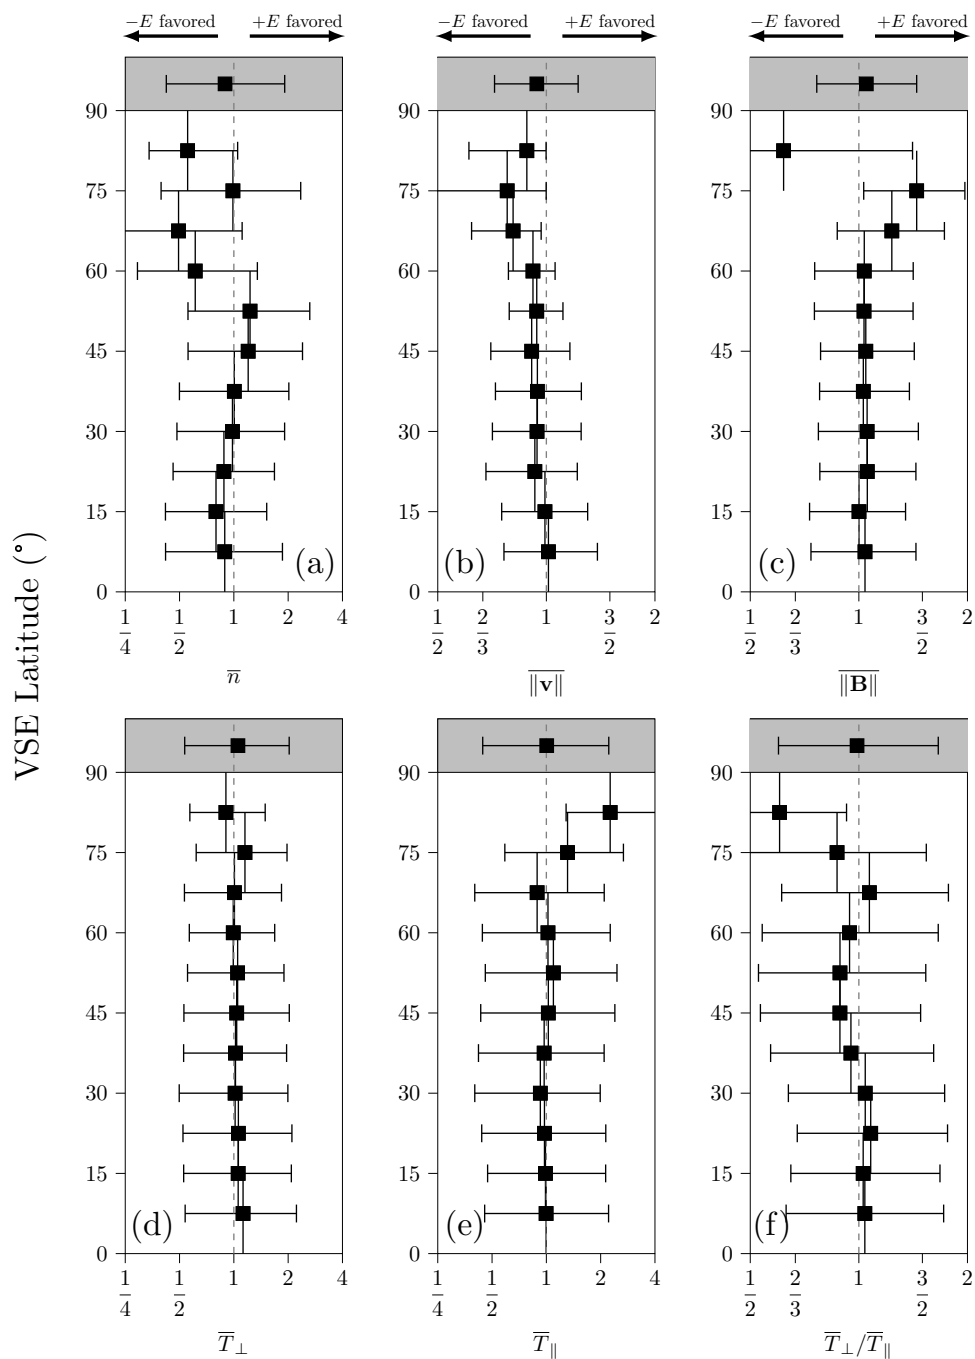 −E favored +E favored −E favored +E favored −E favored +E favored
90 90 90
75 75 75
60 60 60
45 45 45
30 30 30
15 15 15
(a) (b) (c)
0 0 0
1/4 1/2 1 2 4 1/2 2/3 1 3/2 2 1/2 2/3 1 3/2 2
n̅ ‖v‖ ‖B‖
VSE Latitude (°)
90 90 90
75 75 75
60 60 60
45 45 45
30 30 30
15 15 15
(d) (e) (f)
0 0 0
1/4 1/2 1 2 4 1/4 1/2 1 2 4 1/2 2/3 1 3/2 2
T̅⊥ T̅∥ T̅⊥/T̅∥